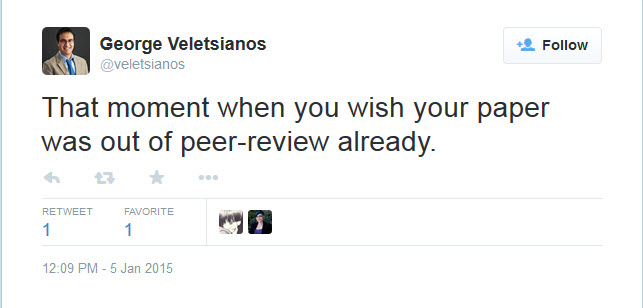 George Veletsianos
@veletsianos
Follow
That moment when you wish your paper
was out of peer-review already.
RETWEET
1
FAVORITE
1
12:09 PM - 5 Jan 2015